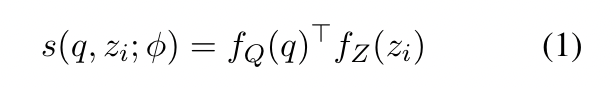 s(q, z_i; ϕ) = f_Q(q)^⊤ f_Z(z_i) (1)